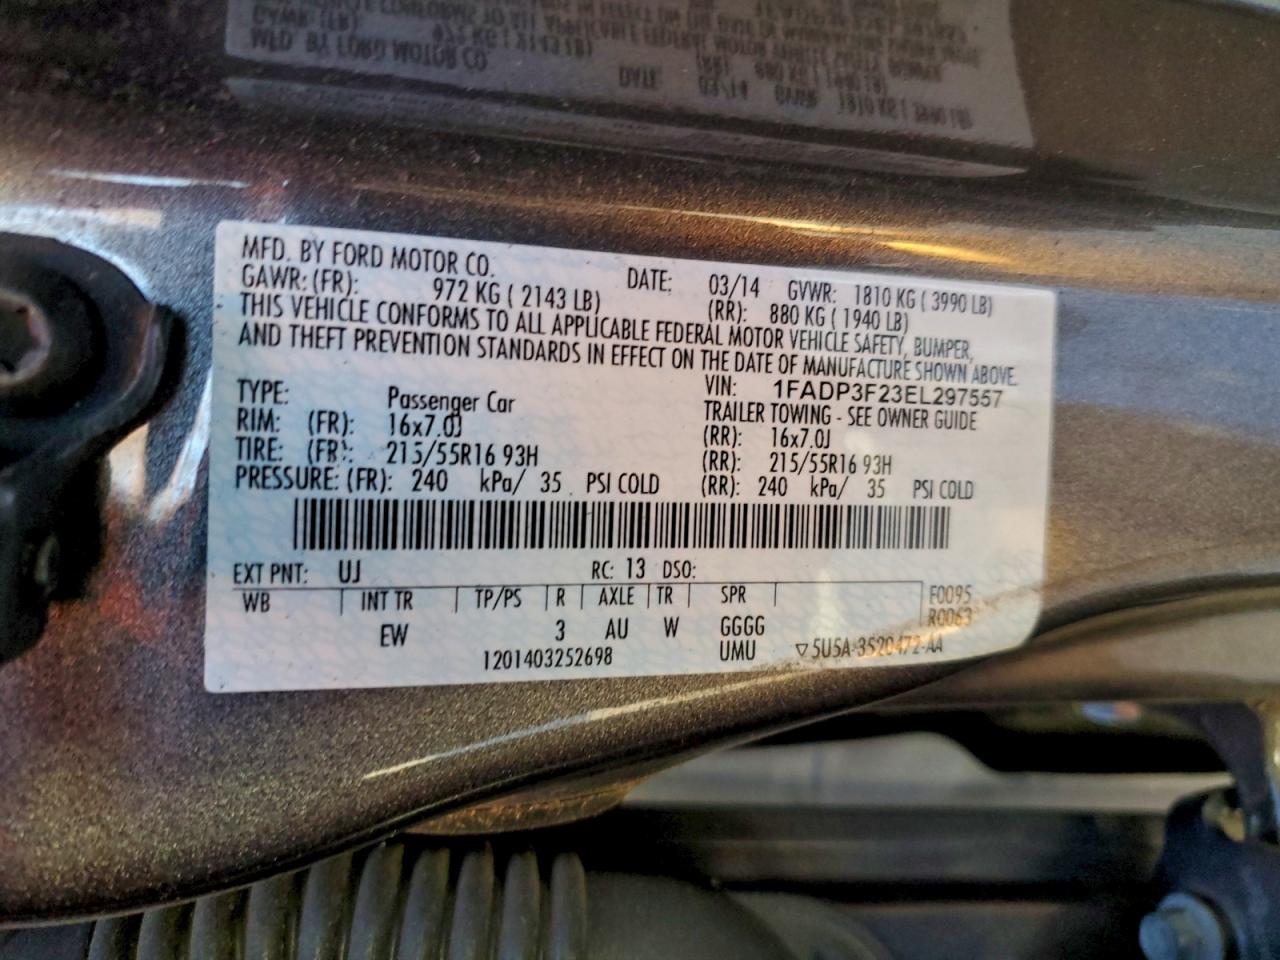 MFD. BY FORD MOTOR CO. DATE: 03/14 GVWR: 1810 KG ( 3990 LB)
GAWR: (FR): 972 KG ( 2143 LB) (RR): 880 KG ( 1940 LB)
THIS VEHICLE CONFORMS TO ALL APPLICABLE FEDERAL MOTOR VEHICLE SAFETY, BUMPER,
AND THEFT PREVENTION STANDARDS IN EFFECT ON THE DATE OF MANUFACTURE SHOWN ABOVE.
VIN: 1FADP3F23EL297557
TYPE: Passenger Car TRAILER TOWING - SEE OWNER GUIDE
RIM: (FR): 16x7.0J (RR): 16x7.0J
TIRE: (FR): 215/55R16 93H (RR): 215/55R16 93H
PRESSURE: (FR): 240 kPa/ 35 PSI COLD (RR): 240 kPa/ 35 PSI COLD
EXT PNT: UJ RC: 13 DSO:
WB INT TR TP/PS R AXLE TR SPR F0095
R0063
EW 3 AU W GGGG
1201403252698 UMU ▽5U5A-3520472-AA